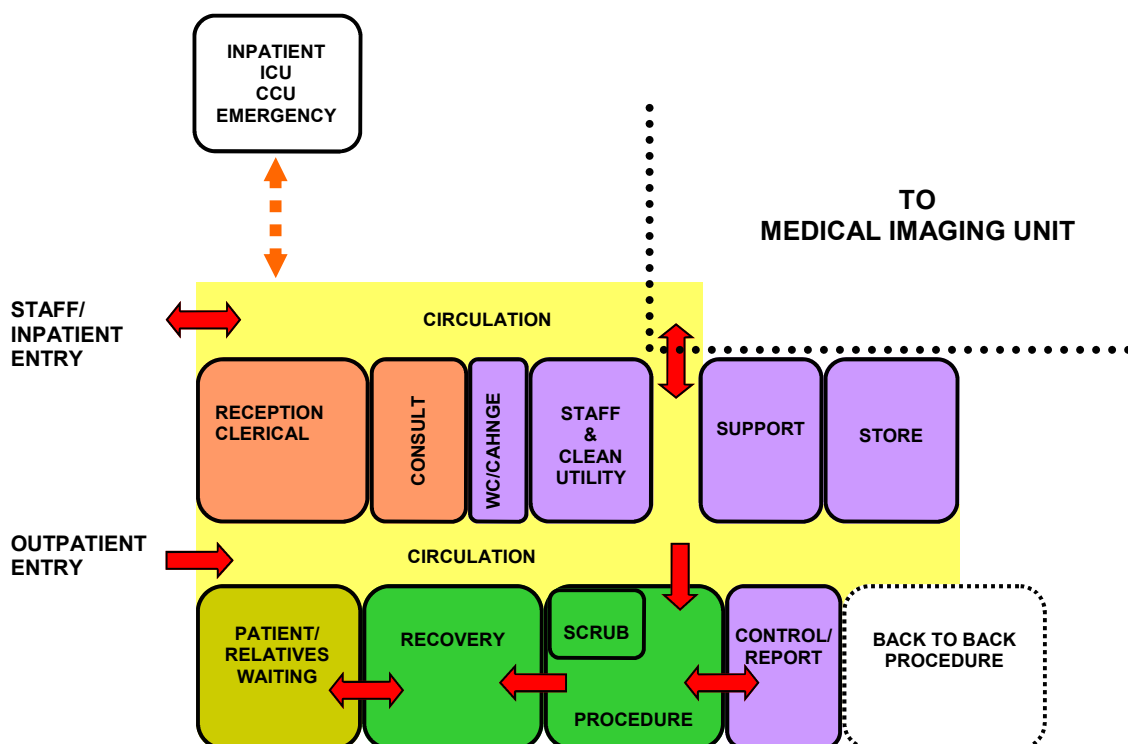 INPATIENT
ICU
CCU
EMERGENCY
TO
MEDICAL IMAGING UNIT
STAFF/
INPATIENT
ENTRY
CIRCULATION
RECEPTION
CLERICAL
CONSULT
WC/CAHNGE
STAFF
&
CLEAN
UTILITY
SUPPORT
STORE
OUTPATIENT
ENTRY
CIRCULATION
PATIENT/
RELATIVES
WAITING
RECOVERY
SCRUB
PROCEDURE
CONTROL/
REPORT
BACK TO BACK
PROCEDURE